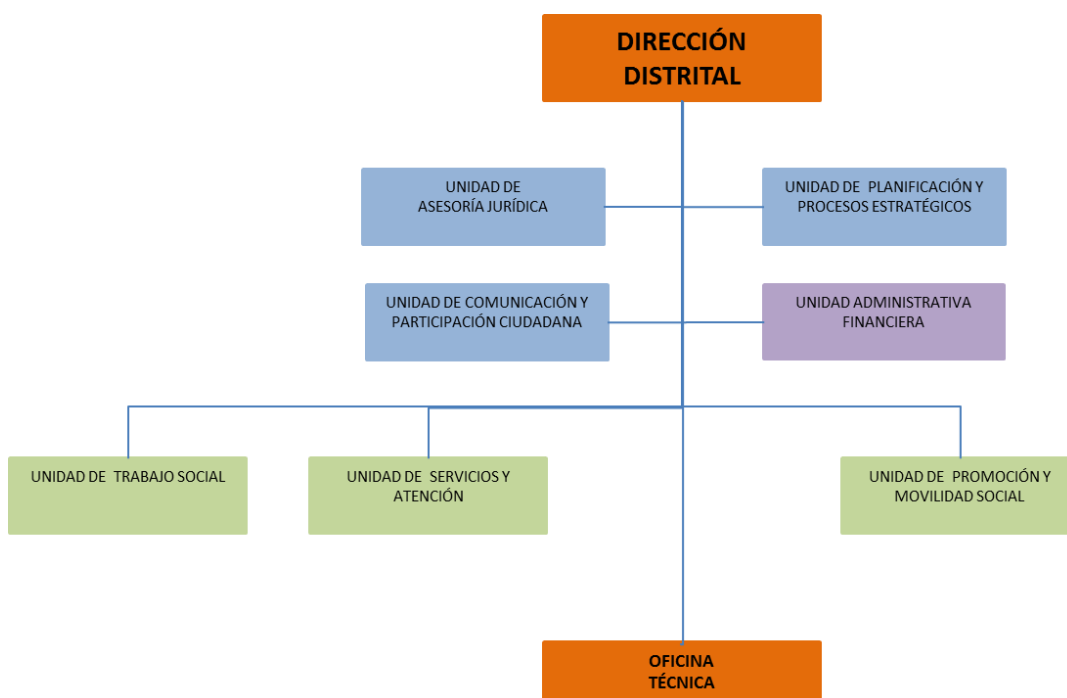 DIRECCIÓN
DISTRITAL
UNIDAD DE
ASESORÍA JURÍDICA
UNIDAD DE PLANIFICACIÓN Y
PROCESOS ESTRATÉGICOS
UNIDAD DE COMUNICACIÓN Y
PARTICIPACIÓN CIUDADANA
UNIDAD ADMINISTRATIVA
FINANCIERA
UNIDAD DE TRABAJO SOCIAL
UNIDAD DE SERVICIOS Y
ATENCIÓN
UNIDAD DE PROMOCIÓN Y
MOVILIDAD SOCIAL
OFICINA
TÉCNICA